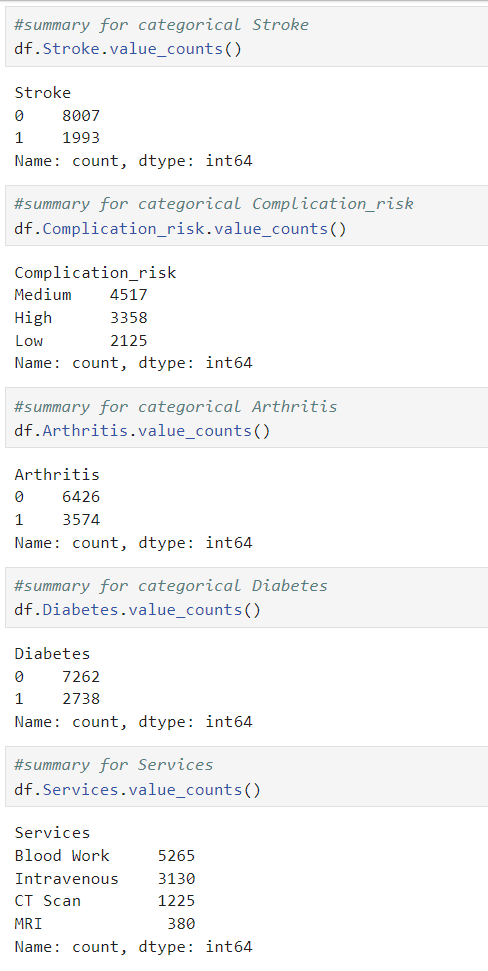 #summary for categorical Stroke
df.Stroke.value_counts()
Stroke
0    8007
1    1993
Name: count, dtype: int64
#summary for categorical Complication_risk
df.Complication_risk.value_counts()
Complication_risk
Medium    4517
High      3358
Low       2125
Name: count, dtype: int64
#summary for categorical Arthritis
df.Arthritis.value_counts()
Arthritis
0    6426
1    3574
Name: count, dtype: int64
#summary for categorical Diabetes
df.Diabetes.value_counts()
Diabetes
0    7262
1    2738
Name: count, dtype: int64
#summary for Services
df.Services.value_counts()
Services
Blood Work     5265
Intravenous    3130
CT Scan        1225
MRI             380
Name: count, dtype: int64